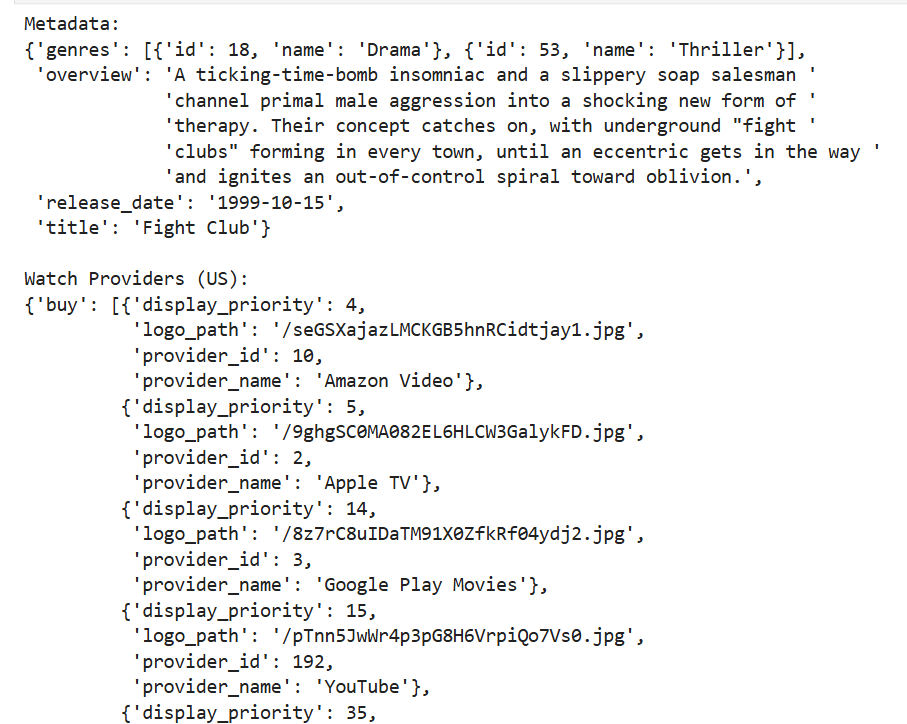 Metadata:
{'genres': [{'id': 18, 'name': 'Drama'}, {'id': 53, 'name': 'Thriller'}],
 'overview': 'A ticking-time-bomb insomniac and a slippery soap salesman '
             'channel primal male aggression into a shocking new form of '
             'therapy. Their concept catches on, with underground "fight '
             'clubs" forming in every town, until an eccentric gets in the way '
             'and ignites an out-of-control spiral toward oblivion.',
 'release_date': '1999-10-15',
 'title': 'Fight Club'}

Watch Providers (US):
{'buy': [{'display_priority': 4,
          'logo_path': '/seGSXajazLMCKGB5hnRCidtjay1.jpg',
          'provider_id': 10,
          'provider_name': 'Amazon Video'},
         {'display_priority': 5,
          'logo_path': '/9ghgSC0MA082EL6HLCW3GalykFD.jpg',
          'provider_id': 2,
          'provider_name': 'Apple TV'},
         {'display_priority': 14,
          'logo_path': '/8z7rC8uIDaTM91X0ZfkRf04ydj2.jpg',
          'provider_id': 3,
          'provider_name': 'Google Play Movies'},
         {'display_priority': 15,
          'logo_path': '/pTnn5JwWr4p3pG8H6VrpiQo7Vs0.jpg',
          'provider_id': 192,
          'provider_name': 'YouTube'},
         {'display_priority': 35,